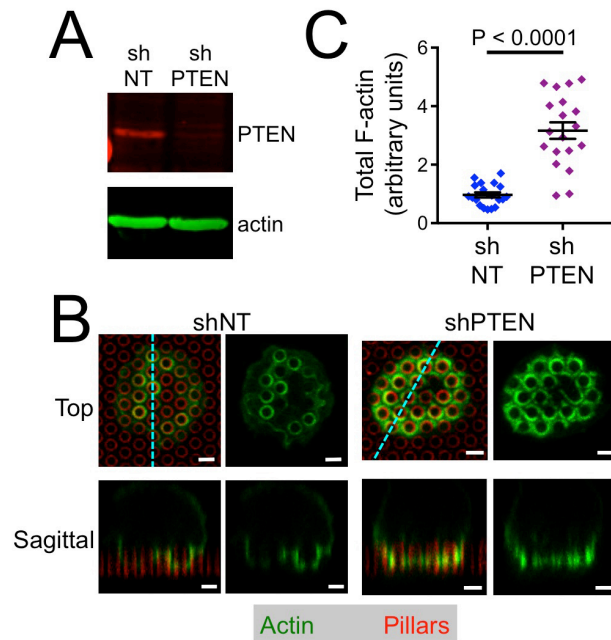 A
sh
NT
sh
PTEN
PTEN
actin
C
P < 0.0001
Total F-actin
(arbitrary units)
6
4
2
0
sh
NT
sh
PTEN
B
shNT
shPTEN
Top
Sagittal
Actin
Pillars